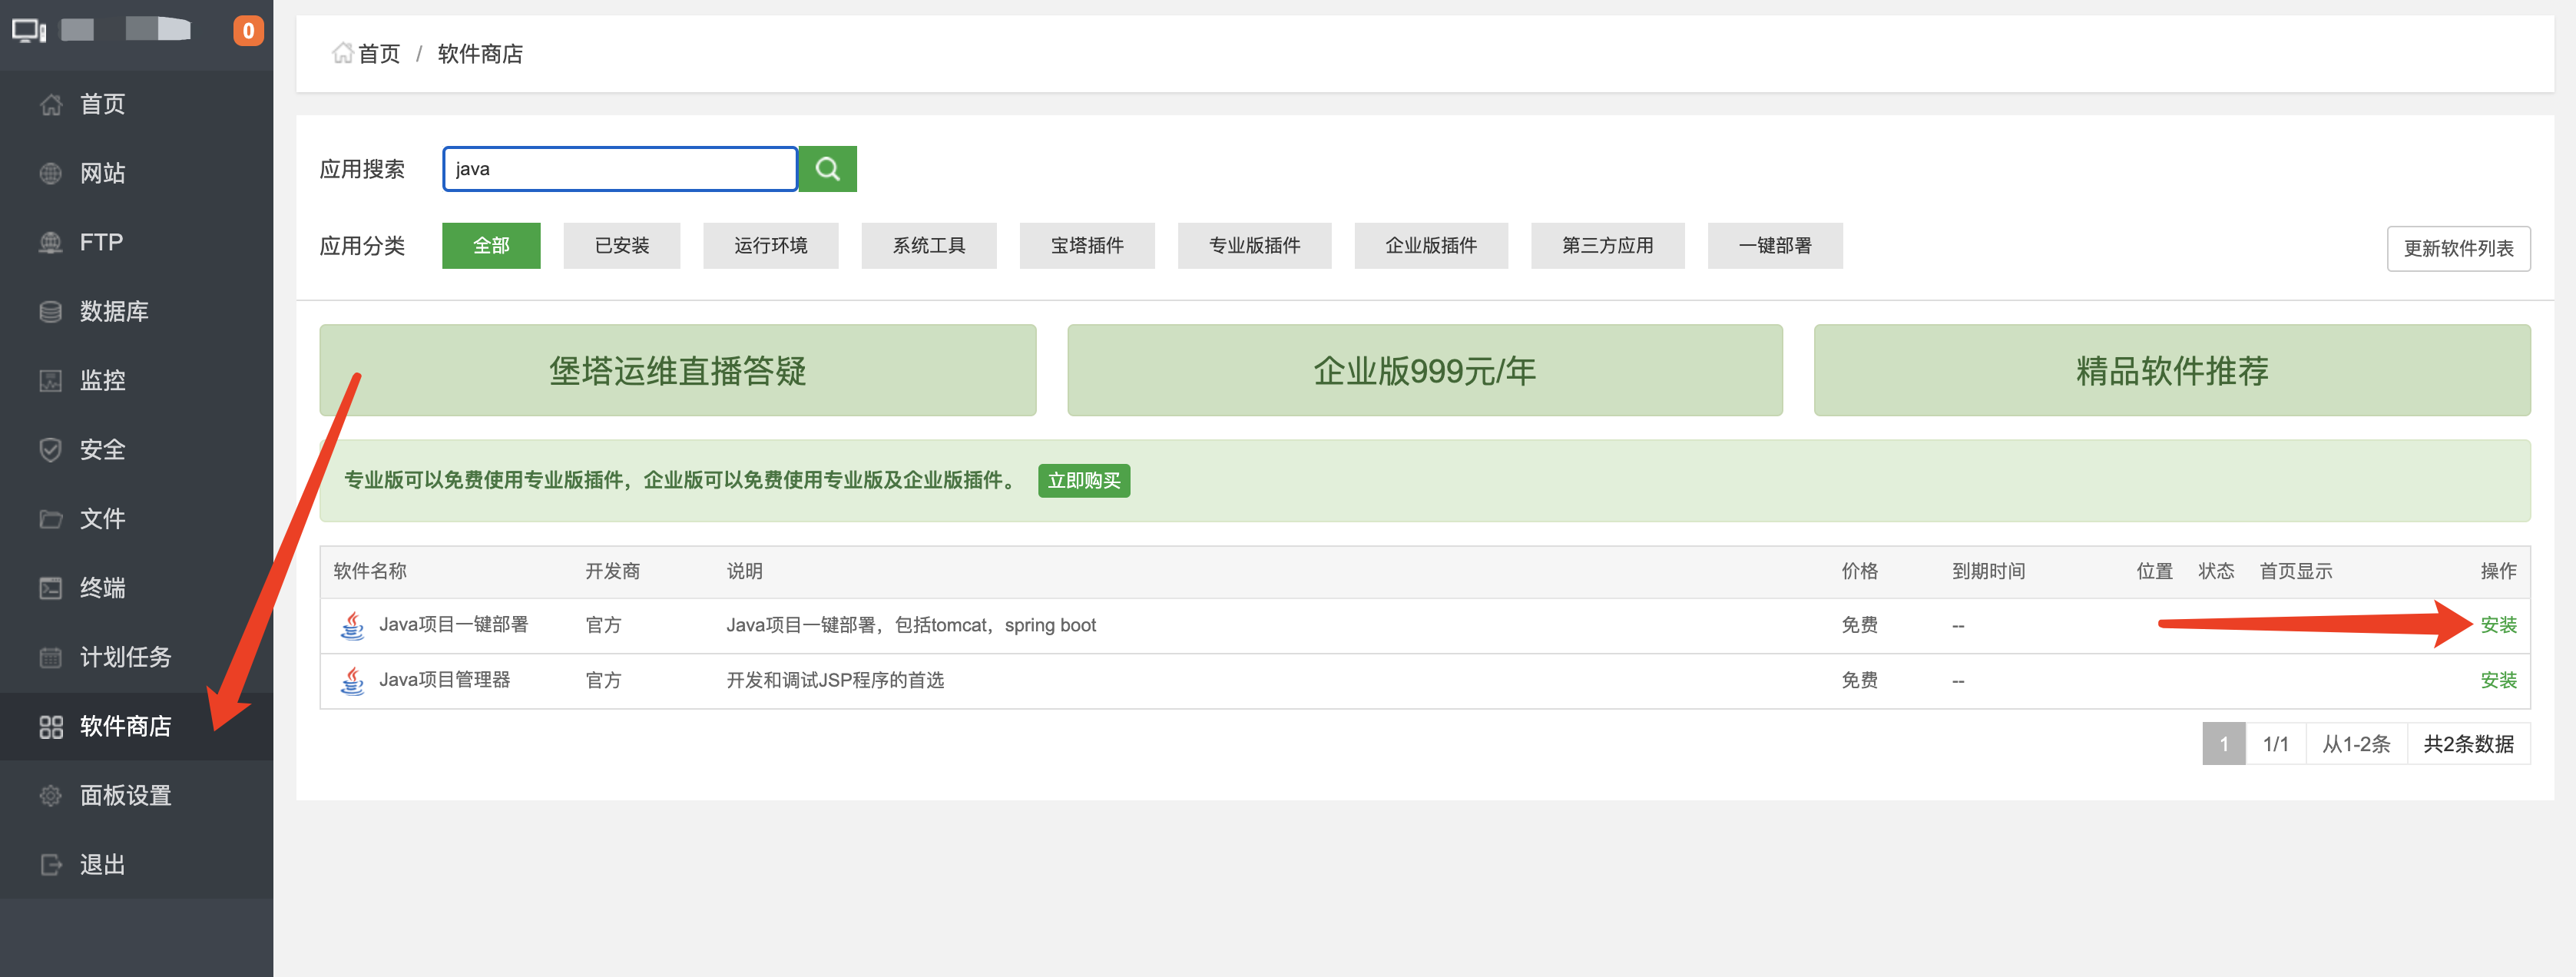 0
首页
网站
FTP
数据库
监控
安全
文件
终端
计划任务
软件商店
面板设置
退出
首页 / 软件商店
应用搜索 java
应用分类 全部 已安装 运行环境 系统工具 宝塔插件 专业版插件 企业版插件 第三方应用 一键部署 更新软件列表
堡塔运维直播答疑 企业版999元/年 精品软件推荐
专业版可以免费使用专业版插件，企业版可以免费使用专业版及企业版插件。 立即购买
软件名称 开发商 说明 价格 到期时间 位置 状态 首页显示 操作
Java项目一键部署 官方 Java项目一键部署，包括tomcat，spring boot 免费 -- 安装
Java项目管理器 官方 开发和调试JSP程序的首选 免费 -- 安装
1 1/1 从1-2条 共2条数据